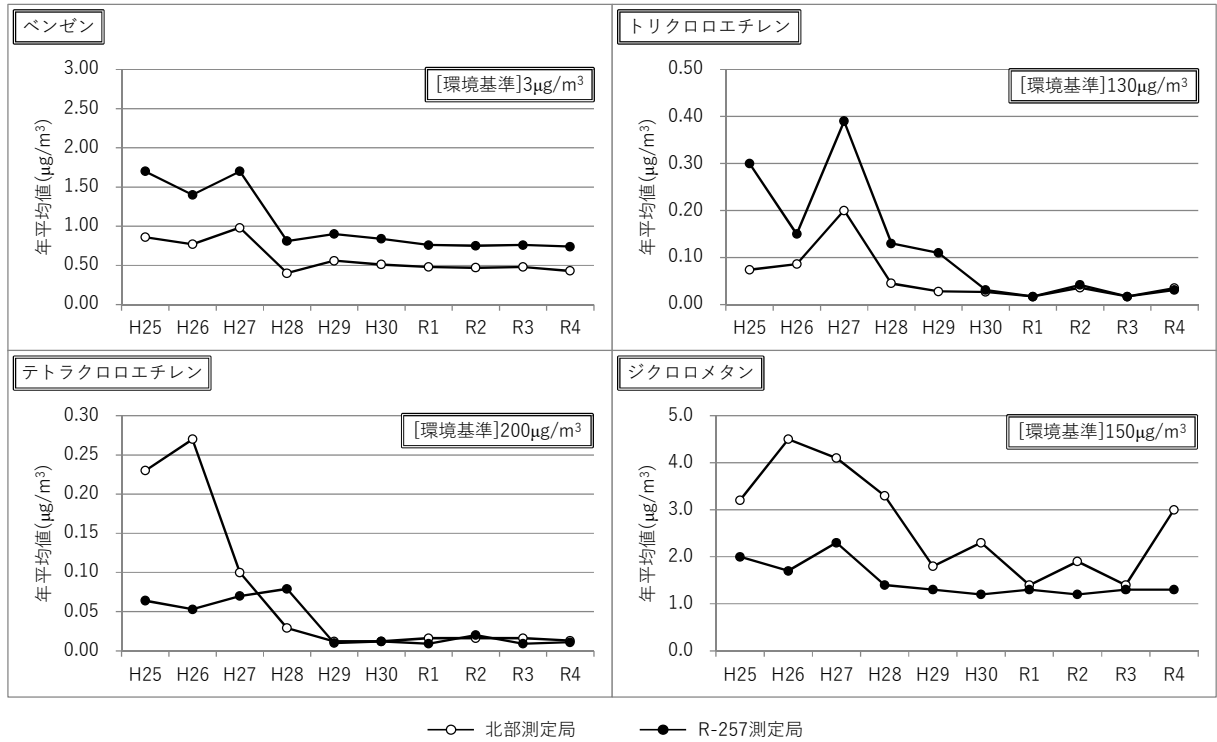 ベンゼン
[環境基準]3μg/m³
年平均値(μg/m³)
3.00
2.50
2.00
1.50
1.00
0.50
0.00
H25 H26 H27 H28 H29 H30 R1 R2 R3 R4
トリクロロエチレン
[環境基準]130μg/m³
年平均値(μg/m³)
0.50
0.40
0.30
0.20
0.10
0.00
H25 H26 H27 H28 H29 H30 R1 R2 R3 R4
テトラクロロエチレン
[環境基準]200μg/m³
年平均値(μg/m³)
0.30
0.25
0.20
0.15
0.10
0.05
0.00
H25 H26 H27 H28 H29 H30 R1 R2 R3 R4
ジクロロメタン
[環境基準]150μg/m³
年平均値(μg/m³)
5.0
4.0
3.0
2.0
1.0
0.0
H25 H26 H27 H28 H29 H30 R1 R2 R3 R4
北部測定局 R-257測定局